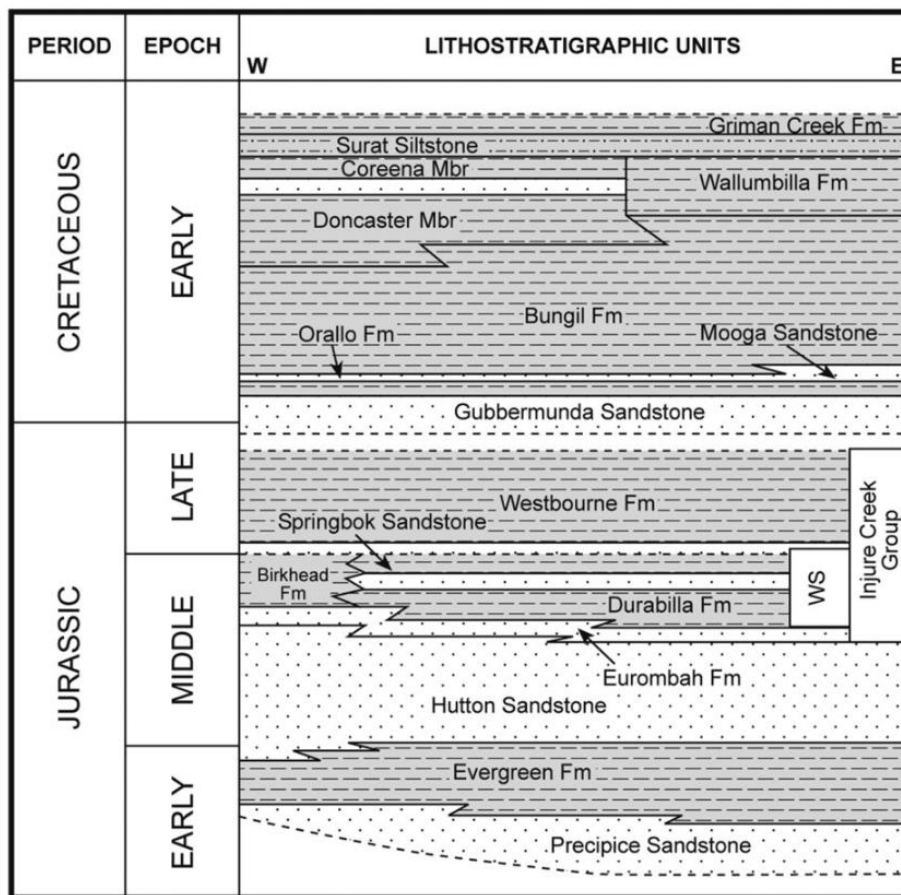 PERIOD
EPOCH
LITHOSTRATIGRAPHIC UNITS
W
E
CRETACEOUS
EARLY
Griman Creek Fm
Surat Siltstone
Coreena Mbr
Wallumbilla Fm
Doncaster Mbr
Bungil Fm
Orallo Fm
Mooga Sandstone
Gubbermunda Sandstone
JURASSIC
LATE
Westbourne Fm
Springbok Sandstone
Injure Creek
Group
MIDDLE
Birkhead
Fm
WS
Durabilla Fm
Eurombah Fm
Hutton Sandstone
EARLY
Evergreen Fm
Precipice Sandstone